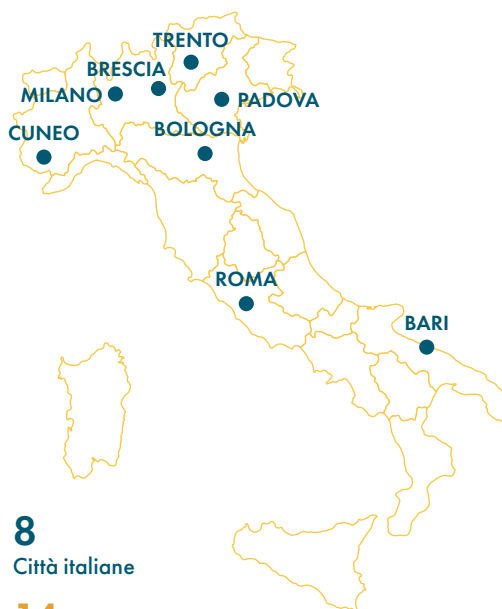 TRENTO
BRESCIA
MILANO
PADOVA
CUNEO
BOLOGNA
ROMA
BARI
8
Città italiane